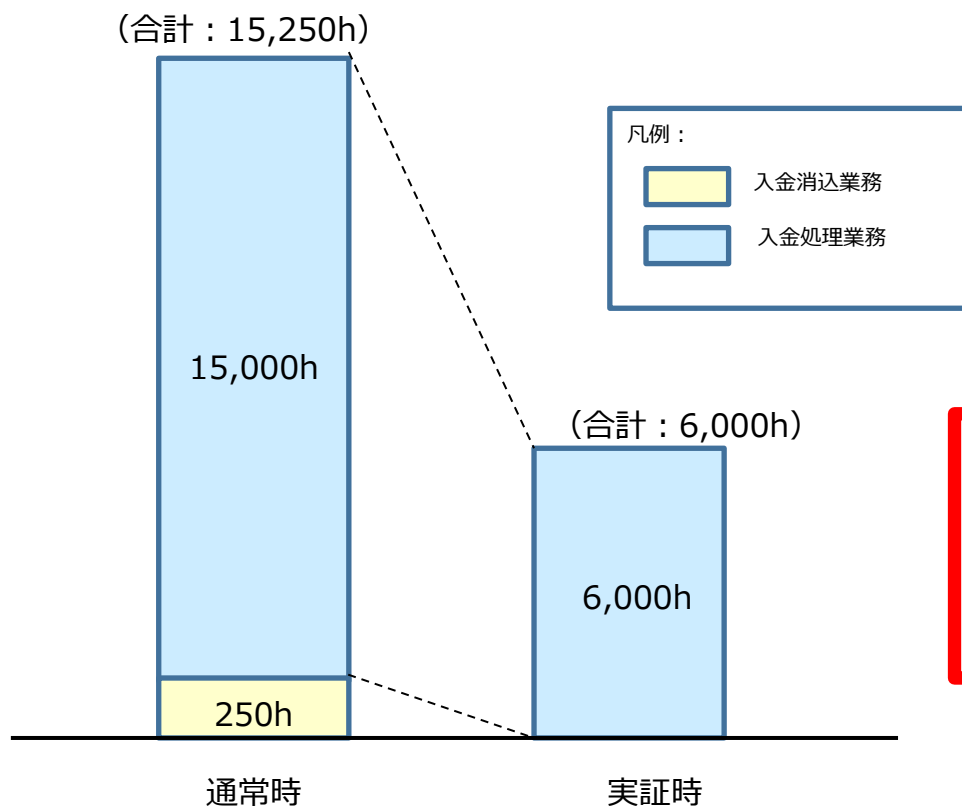 （合計：15,250h）
凡例：
入金消込業務
入金処理業務
15,000h
（合計：6,000h）
6,000h
250h
通常時
実証時